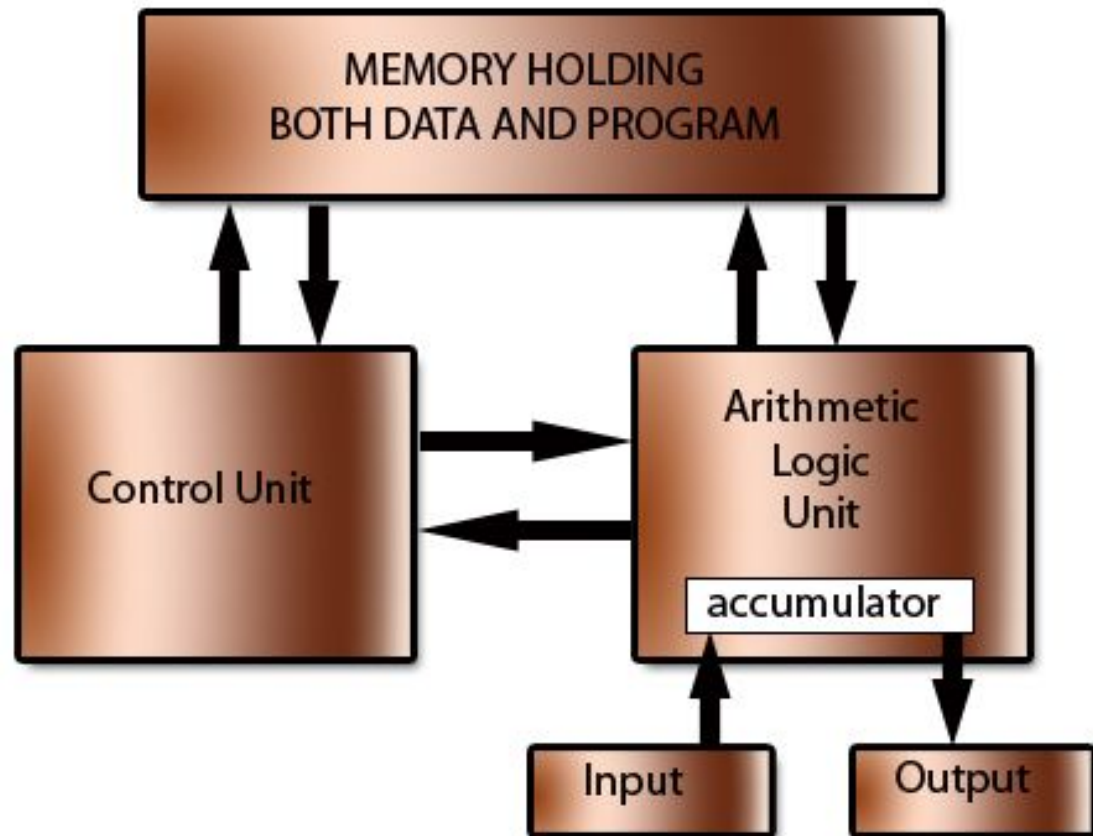 MEMORY HOLDING
BOTH DATA AND PROGRAM
Control Unit
Arithmetic
Logic
Unit
accumulator
Input
Output